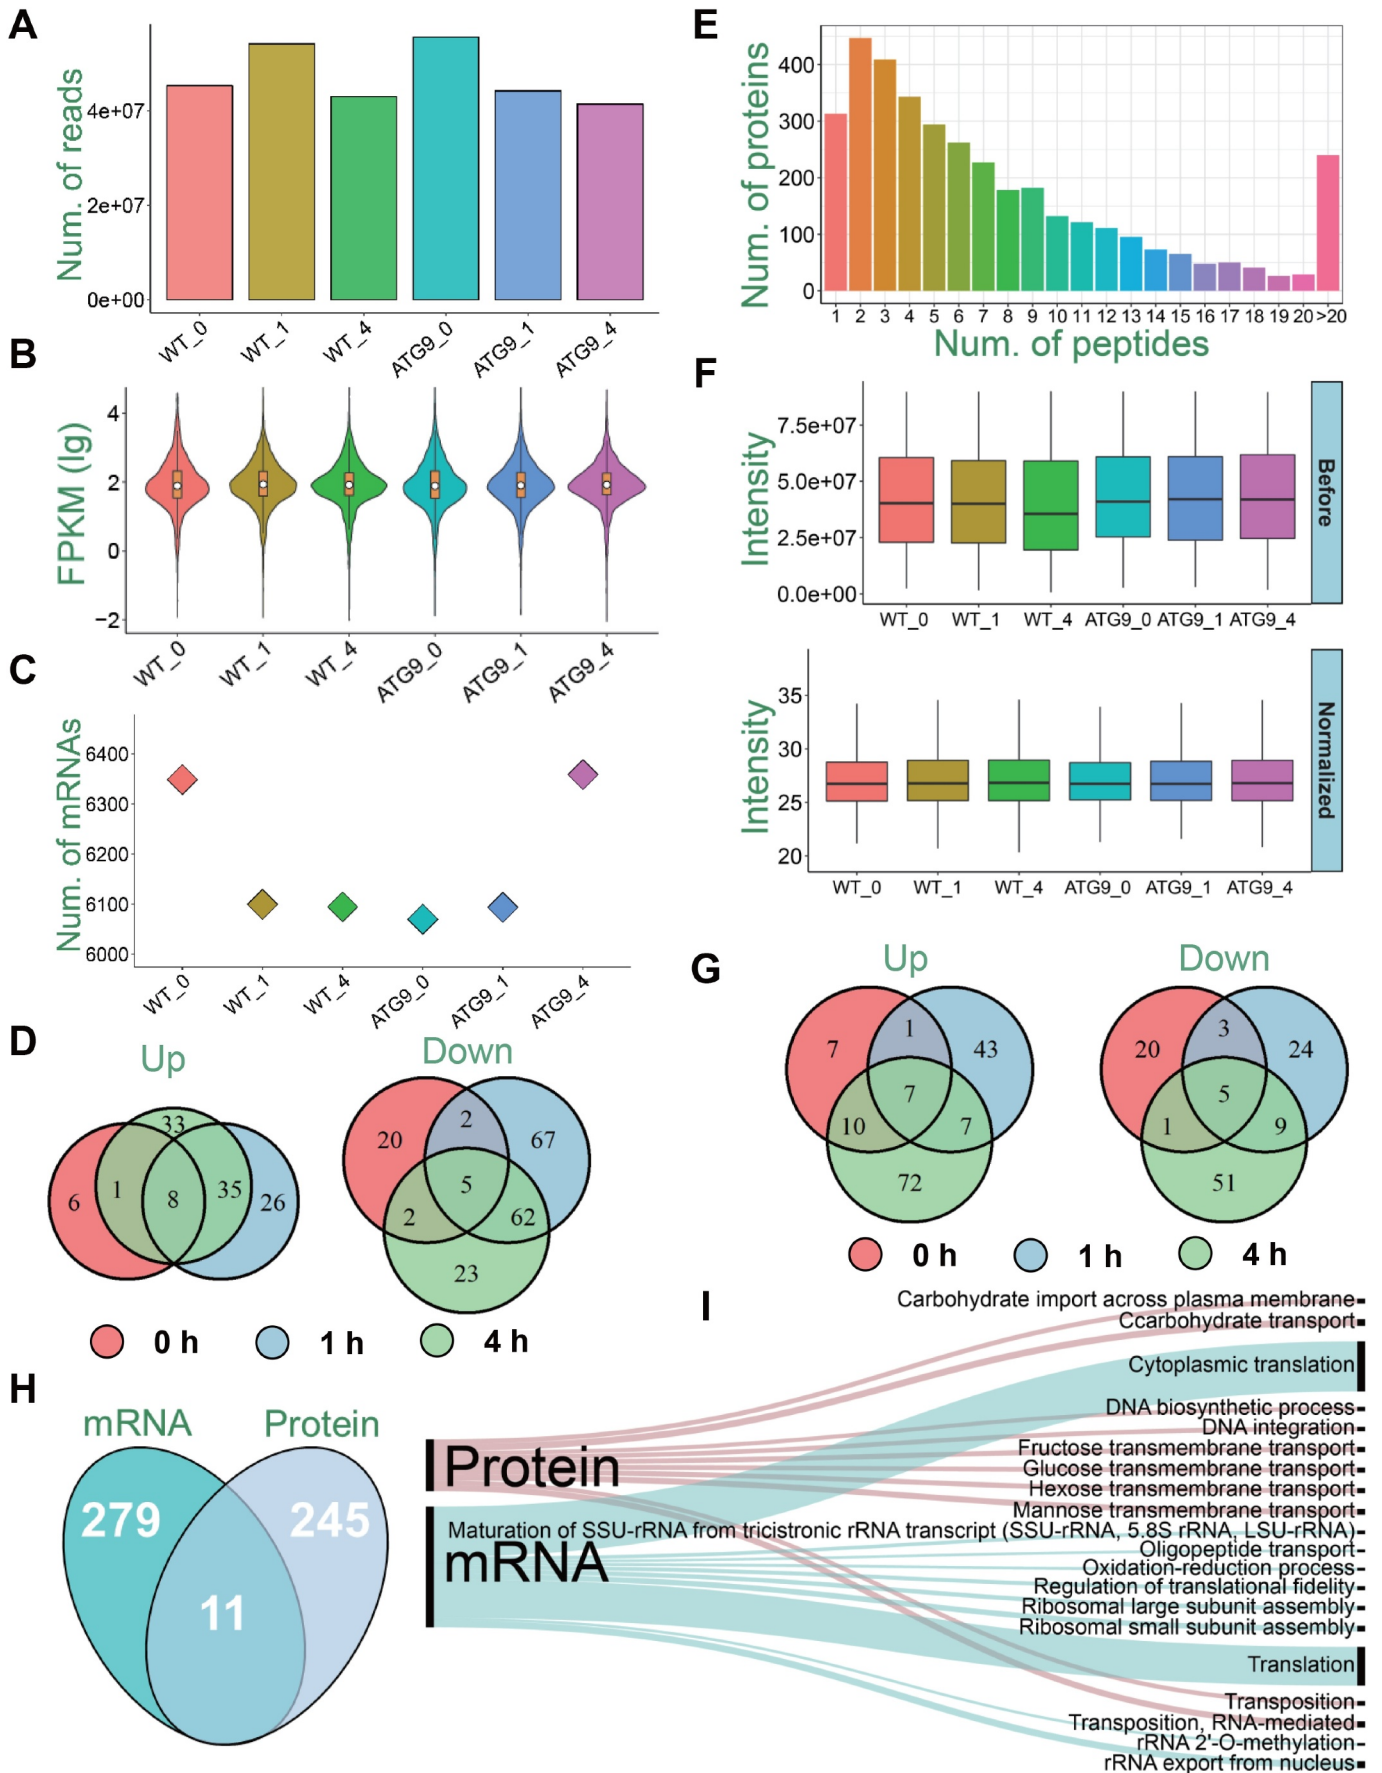 A
Num. of reads
4e+07
2e+07
0e+00
WT_0 WT_1 WT_4 ATG9_0 ATG9_1 ATG9_4
B
FPKM (lg)
4
2
0
−2
WT_0 WT_1 WT_4 ATG9_0 ATG9_1 ATG9_4
C
Num. of mRNAs
6400
6300
6200
6100
6000
WT_0 WT_1 WT_4 ATG9_0 ATG9_1 ATG9_4
D
Up
33
6 1 8 35 26
Down
20 2 67
5
2 62
23
0 h 1 h 4 h
E
Num. of proteins
400
300
200
100
0
1 2 3 4 5 6 7 8 9 10 11 12 13 14 15 16 17 18 19 20 >20
Num. of peptides
F
Intensity
7.5e+07
5.0e+07
2.5e+07
0.0e+00
WT_0 WT_1 WT_4 ATG9_0 ATG9_1 ATG9_4
Before
Intensity
35
30
25
20
WT_0 WT_1 WT_4 ATG9_0 ATG9_1 ATG9_4
Normalized
G
Up
7 1 43
7
10 7
72
Down
20 3 24
5
1 9
51
0 h 1 h 4 h
H
mRNA Protein
279 245
11
I
Protein
mRNA
Carbohydrate import across plasma membrane
Ccarbohydrate transport
Cytoplasmic translation
DNA biosynthetic process
DNA integration
Fructose transmembrane transport
Glucose transmembrane transport
Hexose transmembrane transport
Mannose transmembrane transport
Maturation of SSU-rRNA from tricistronic rRNA transcript (SSU-rRNA, 5.8S rRNA, LSU-rRNA)
Oligopeptide transport
Oxidation-reduction process
Regulation of translational fidelity
Ribosomal large subunit assembly
Ribosomal small subunit assembly
Translation
Transposition
Transposition, RNA-mediated
rRNA 2'-O-methylation
rRNA export from nucleus